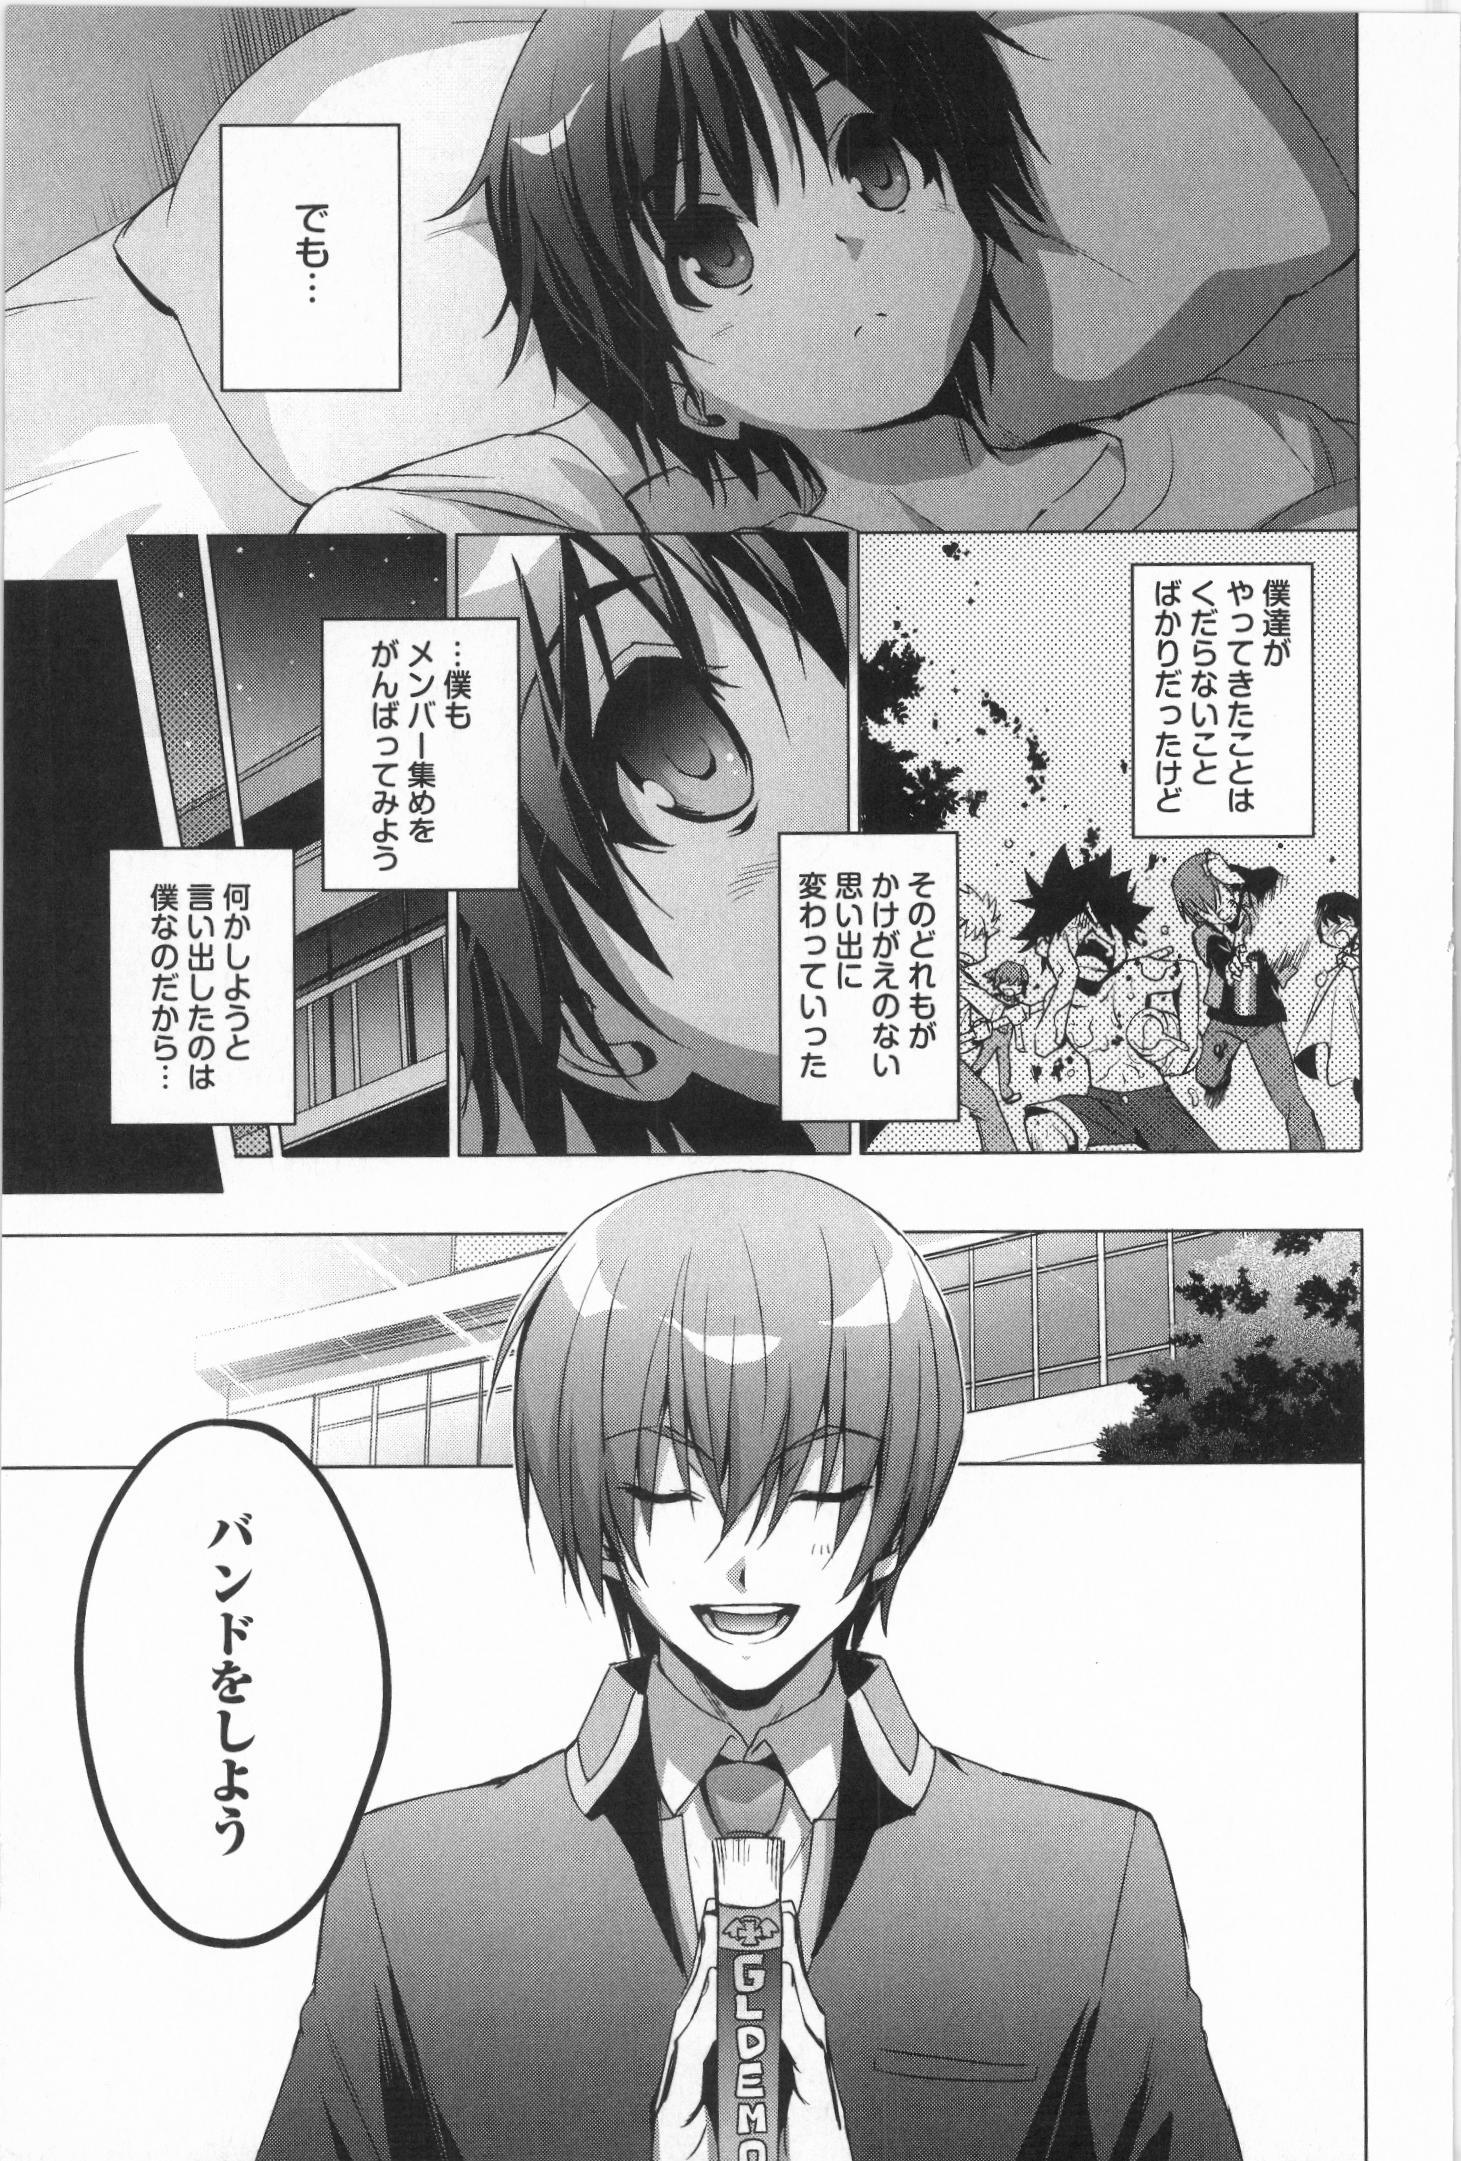 でも…
僕達が
やってきたことは
くだらないこと
ばかりだったけど
そのどれもが
かけがえのない
思い出に
変わっていった
…僕も
メンバー集めを
がんばってみよう
何かしようと
言い出したのは
僕なのだから…
バンドをしよう
GLDEMO